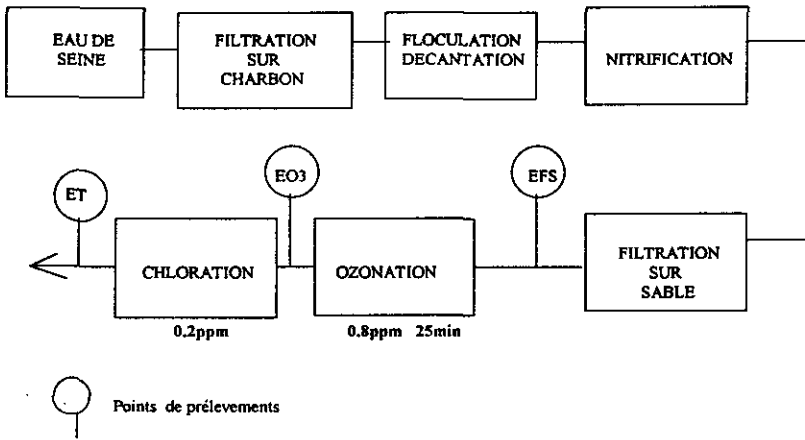 EAU DE
SEINE
FILTRATION
SUR
CHARBON
FLOCULATION
DECANTATION
NITRIFICATION
ET
EO3
EFS
CHLORATION
OZONATION
FILTRATION
SUR
SABLE
0.2ppm
0.8ppm 25min
Points de prélevements